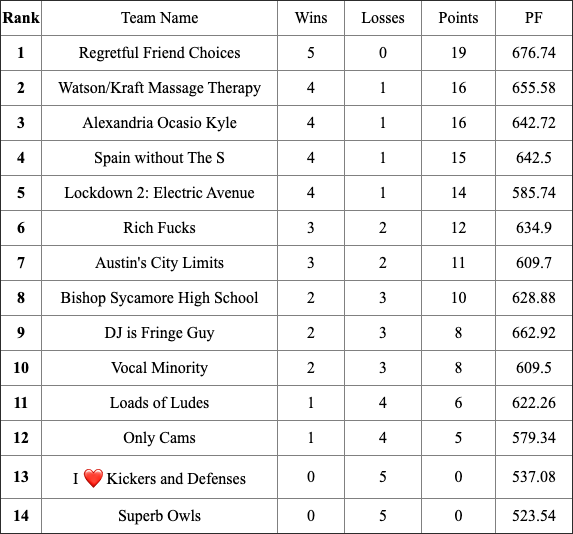 Rank Team Name Wins Losses Points PF
1 Regretful Friend Choices 5 0 19 676.74
2 Watson/Kraft Massage Therapy 4 1 16 655.58
3 Alexandria Ocasio Kyle 4 1 16 642.72
4 Spain without The S 4 1 15 642.5
5 Lockdown 2: Electric Avenue 4 1 14 585.74
6 Rich Fucks 3 2 12 634.9
7 Austin's City Limits 3 2 11 609.7
8 Bishop Sycamore High School 2 3 10 628.88
9 DJ is Fringe Guy 2 3 8 662.92
10 Vocal Minority 2 3 8 609.5
11 Loads of Ludes 1 4 6 622.26
12 Only Cams 1 4 5 579.34
13 I ❤️ Kickers and Defenses 0 5 0 537.08
14 Superb Owls 0 5 0 523.54